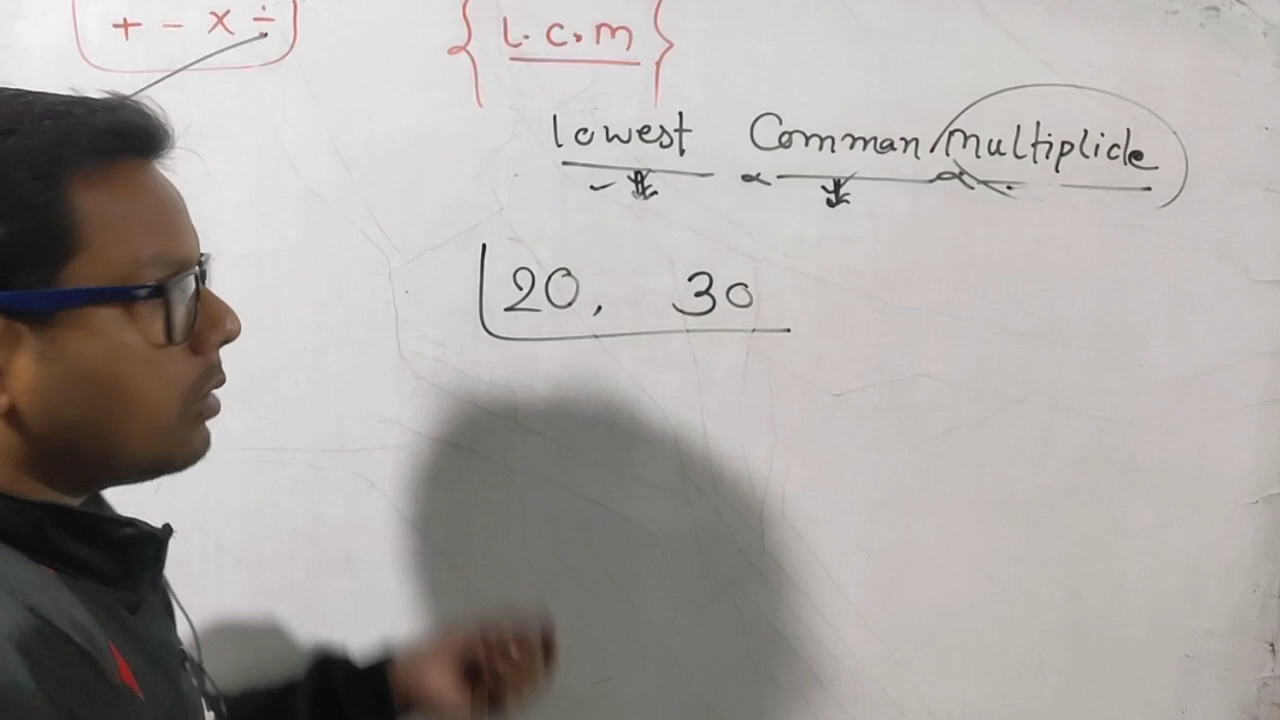 + - × ÷
{ L.C.M }
lowest Comman multiplicle
20, 30